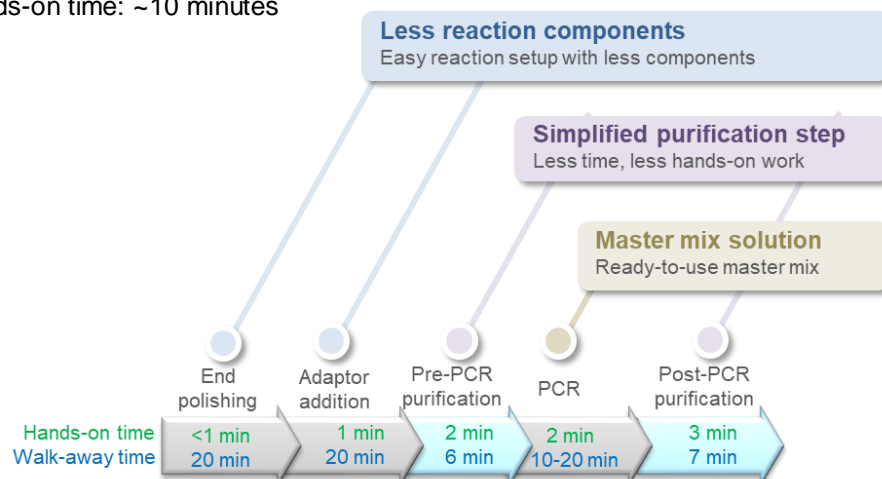 ds-on time: ~10 minutes
Less reaction components
Easy reaction setup with less components
Simplified purification step
Less time, less hands-on work
Master mix solution
Ready-to-use master mix
End
polishing
Adaptor
addition
Pre-PCR
purification
PCR
Post-PCR
purification
Hands-on time <1 min 1 min 2 min 2 min 3 min
Walk-away time 20 min 20 min 6 min 10-20 min 7 min